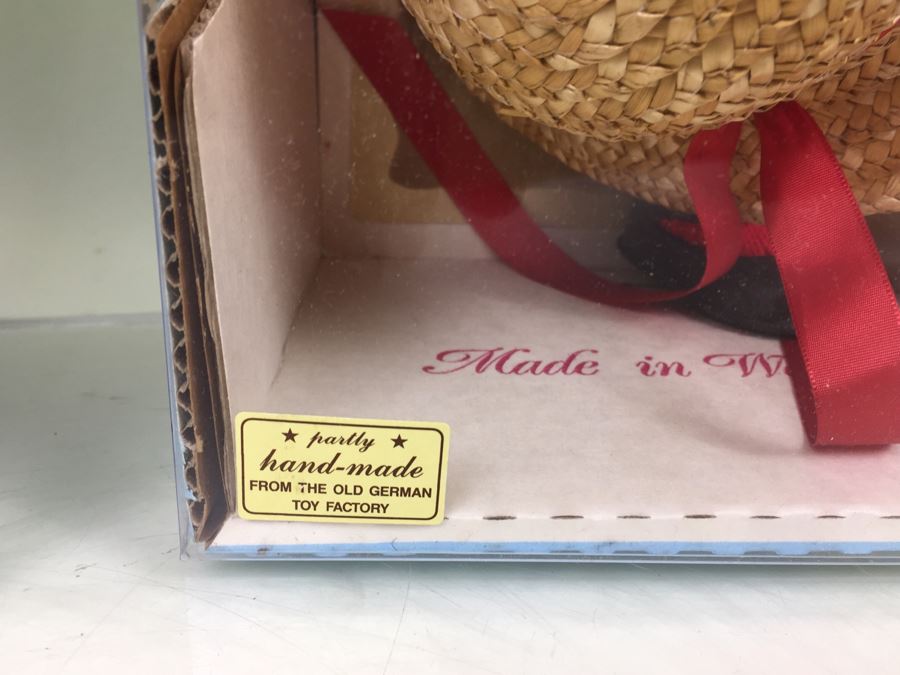 Made in W
★ partly ★
hand-made
FROM THE OLD GERMAN
TOY FACTORY